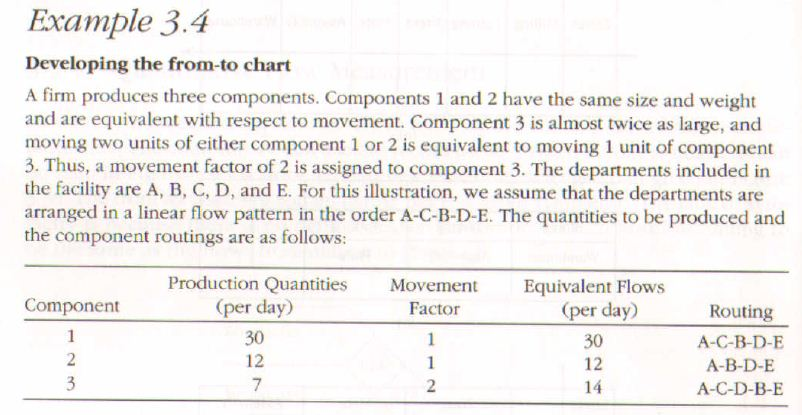 Example 3.4
Developing the from-to chart
A firm produces three components. Components 1 and 2 have the same size and weight
and are equivalent with respect to movement. Component 3 is almost twice as large, and
moving two units of either component 1 or 2 is equivalent to moving 1 unit of component
3. Thus, a movement factor of 2 is assigned to component 3. The departments included in
the facility are A, B, C, D, and E. For this illustration, we assume that the departments are
arranged in a linear flow pattern in the order A-C-B-D-E. The quantities to be produced and
the component routings are as follows:
Production Quantities Movement Equivalent Flows
Component (per day) Factor (per day) Routing
1 30 1 30 A-C-B-D-E
2 12 1 12 A-B-D-E
3 7 2 14 A-C-D-B-E